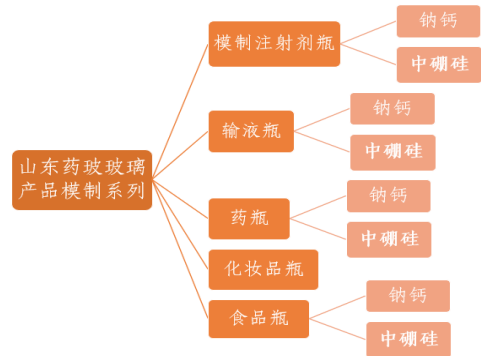 山东药玻玻璃
产品模制系列
模制注射剂瓶
钠钙
中硼硅
输液瓶
钠钙
中硼硅
药瓶
钠钙
中硼硅
化妆品瓶
食品瓶
钠钙
中硼硅